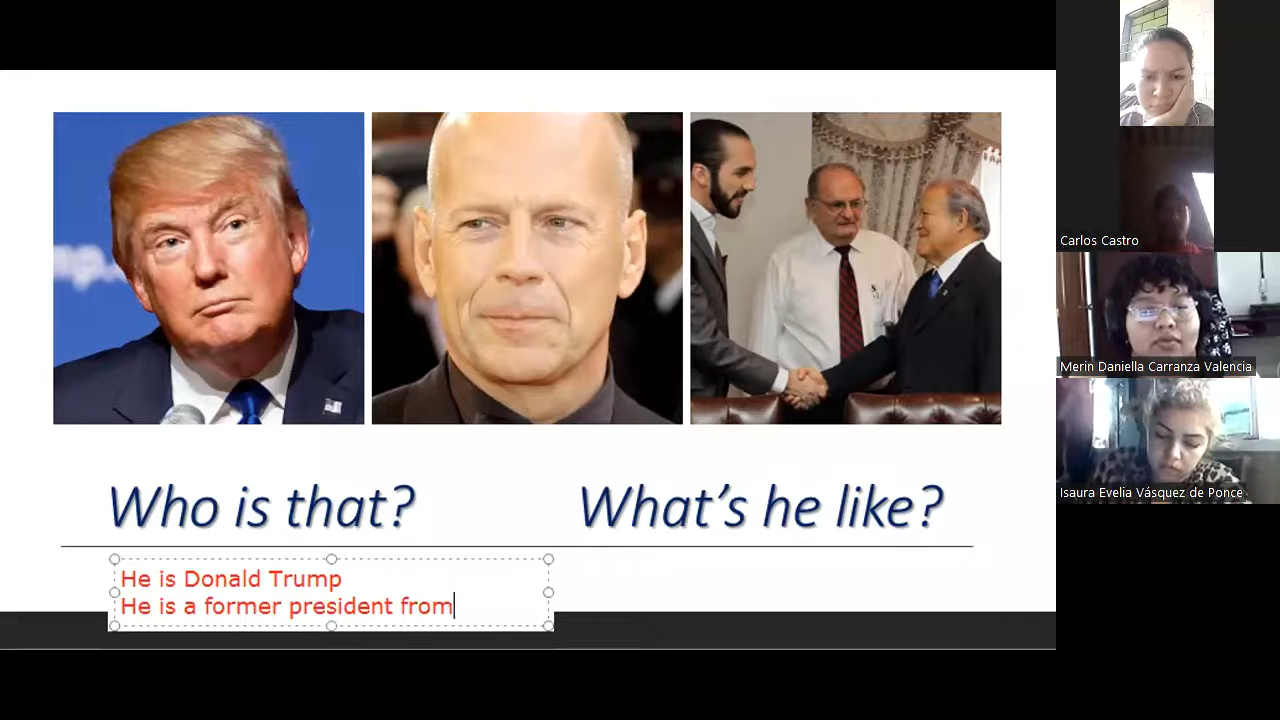 mp.
Who is that?
What's he like?
He is Donald Trump
He is a former president from
Carlos Castro
Merin Daniella Carranza Valencia
Isaura Evelia Vásquez de Ponce